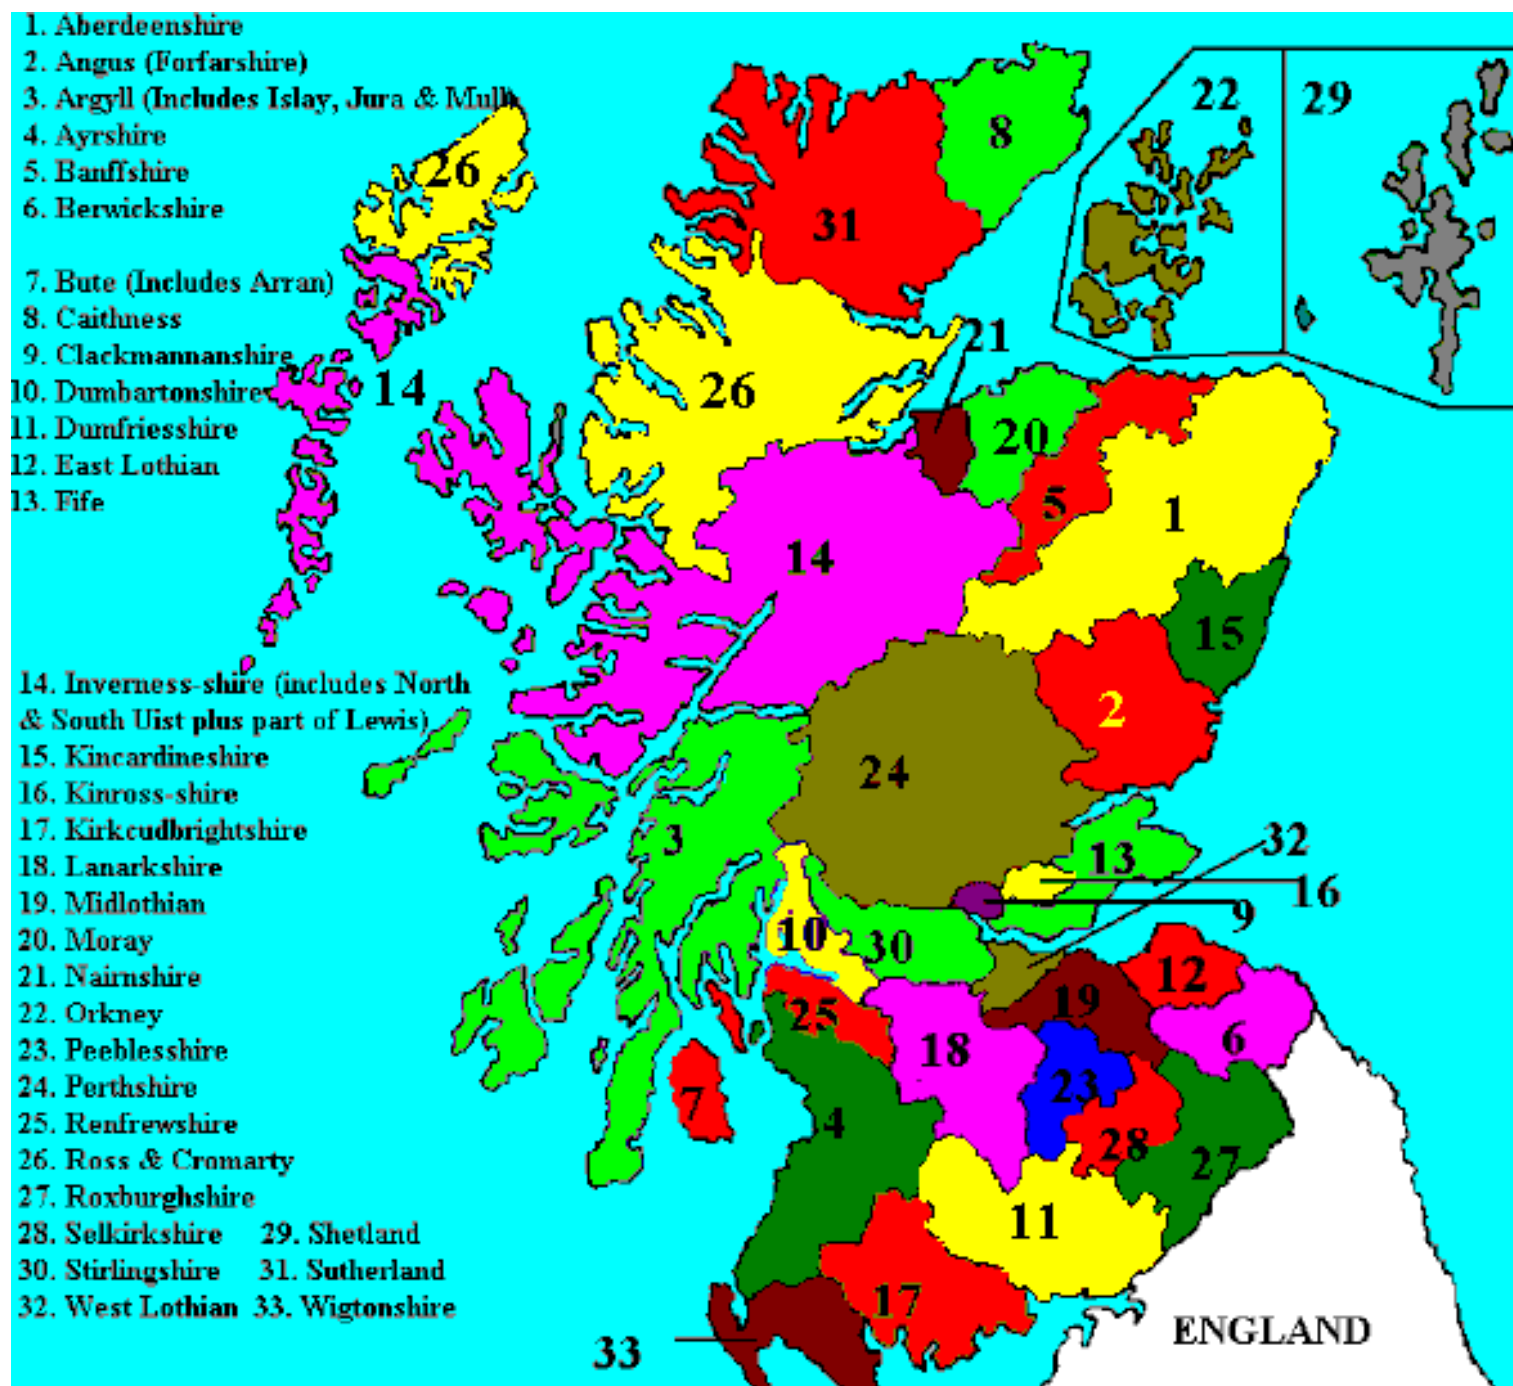 1. Aberdeenshire
2. Angus (Forfarshire)
3. Argyll (Includes Islay, Jura & Mull)
4. Ayrshire
5. Banffshire
6. Berwickshire
7. Bute (Includes Arran)
8. Caithness
9. Clackmannanshire
10. Dumbartonshire
11. Dumfriesshire
12. East Lothian
13. Fife
14. Inverness-shire (includes North
& South Uist plus part of Lewis)
15. Kincardineshire
16. Kinross-shire
17. Kirkcudbrightshire
18. Lanarkshire
19. Midlothian
20. Moray
21. Nairnshire
22. Orkney
23. Peeblesshire
24. Perthshire
25. Renfrewshire
26. Ross & Cromarty
27. Roxburghshire
28. Selkirkshire 29. Shetland
30. Stirlingshire 31. Sutherland
32. West Lothian 33. Wigtonshire
22
29
8
26
31
21
14
26
20
5
1
14
15
2
24
3
13
32
16
9
10
30
12
25
19
18
6
7
23
4
28
27
11
17
33
ENGLAND